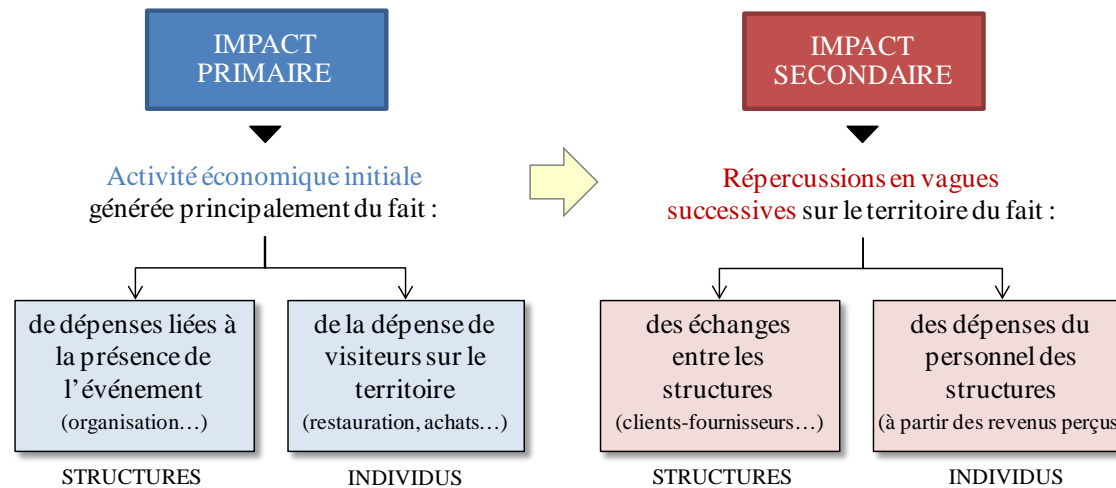 IMPACT
PRIMAIRE
Activité économique initiale
générée principalement du fait :
de dépenses liées à
la présence de
l’événement
(organisation…)
STRUCTURES
de la dépense de
visiteurs sur le
territoire
(restauration, achats…)
INDIVIDUS
IMPACT
SECONDAIRE
Répercussions en vagues
successives sur le territoire du fait :
des échanges
entre les
structures
(clients-fournisseurs…)
STRUCTURES
des dépenses du
personnel des
structures
(à partir des revenus perçus
INDIVIDUS